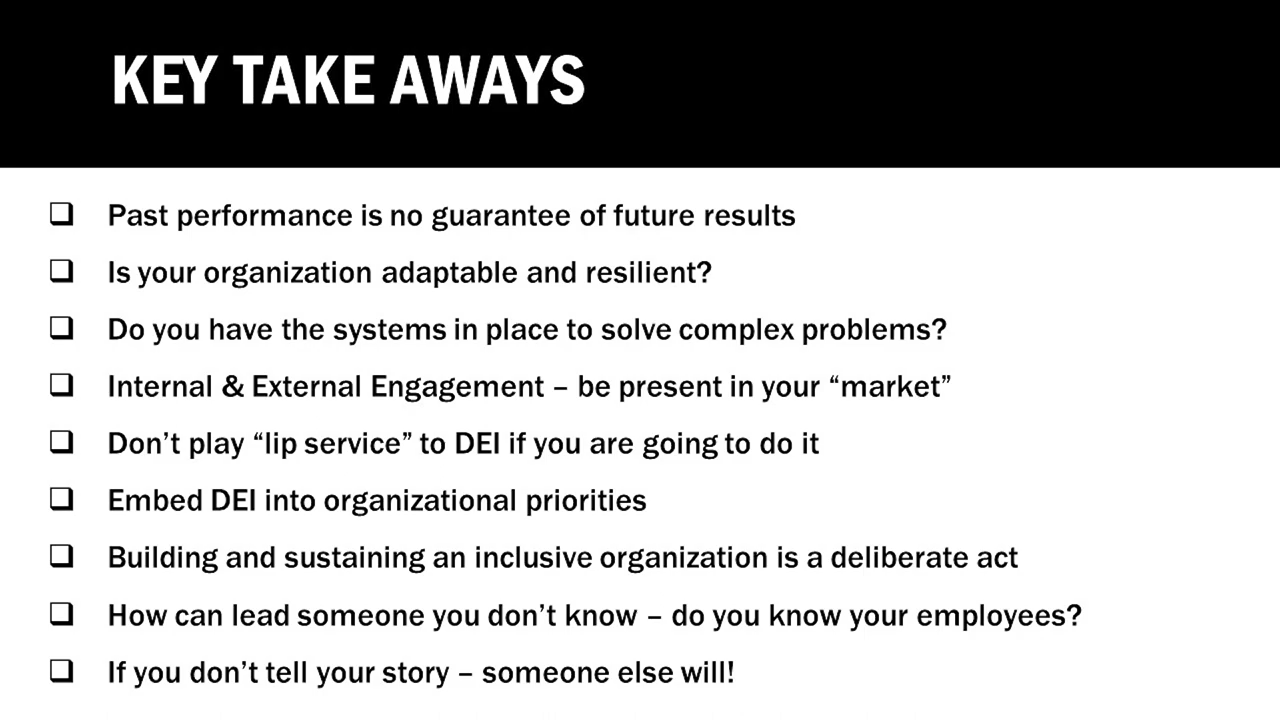 KEY TAKE AWAYS
Past performance is no guarantee of future results
Is your organization adaptable and resilient?
Do you have the systems in place to solve complex problems?
Internal & External Engagement – be present in your “market”
Don’t play “lip service” to DEI if you are going to do it
Embed DEI into organizational priorities
Building and sustaining an inclusive organization is a deliberate act
How can lead someone you don’t know – do you know your employees?
If you don’t tell your story – someone else will!